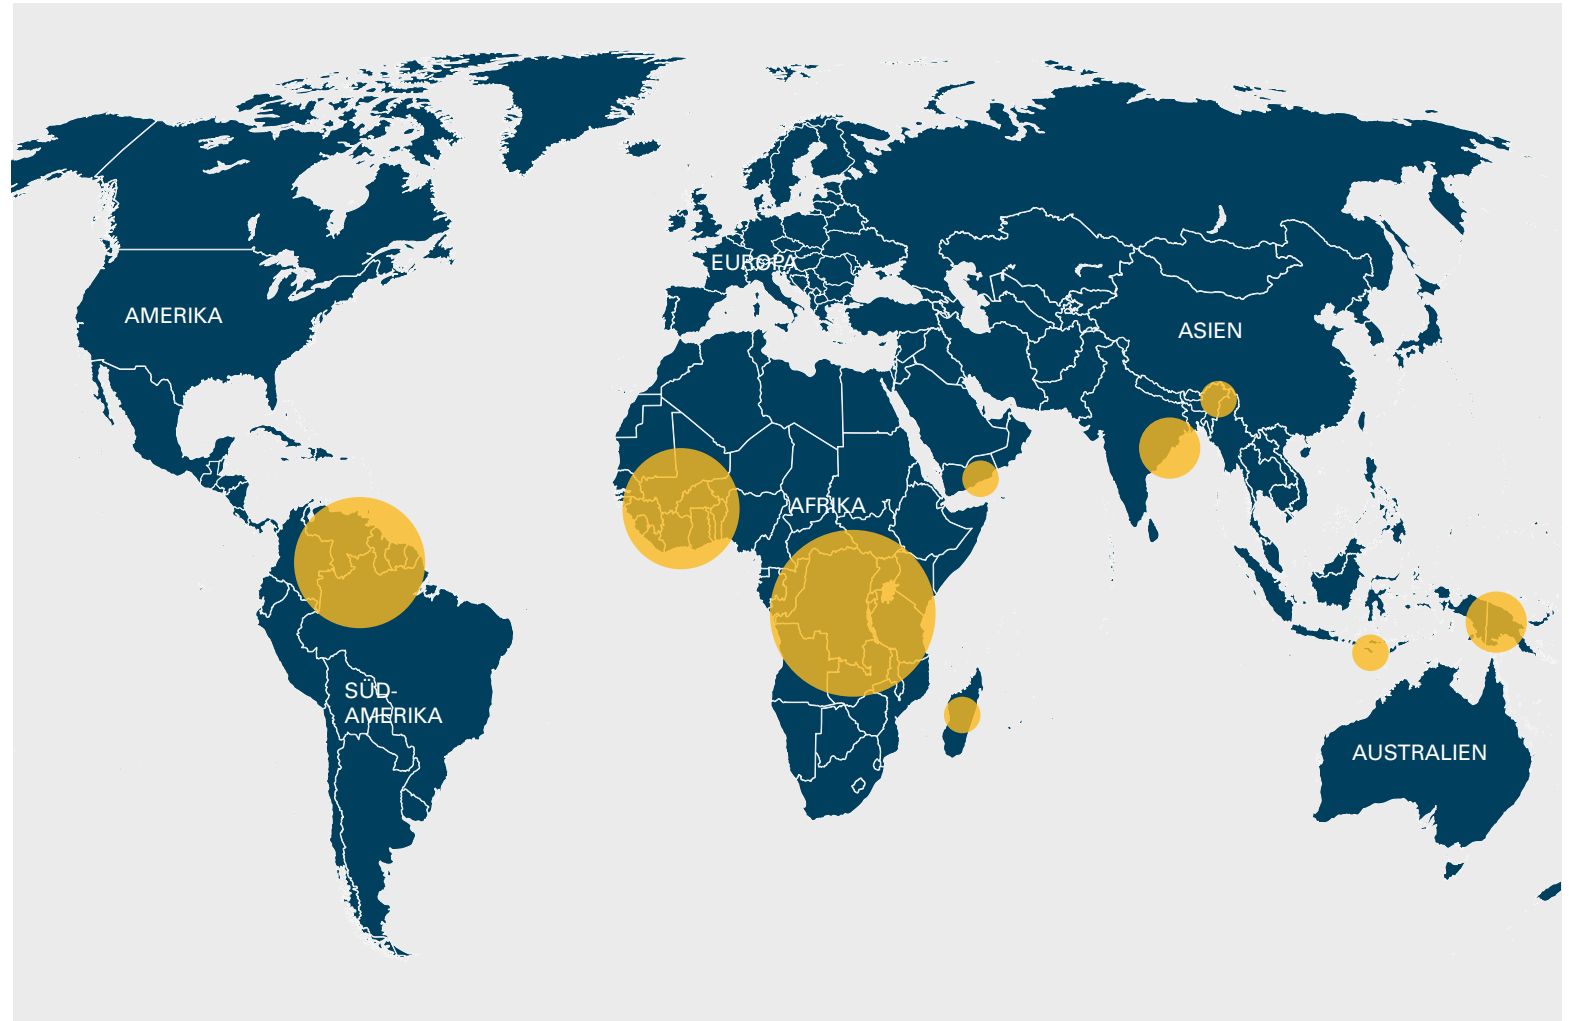 EUROPA
AMERIKA
ASIEN
AFRIKA
SÜD-
AMERIKA
AUSTRALIEN